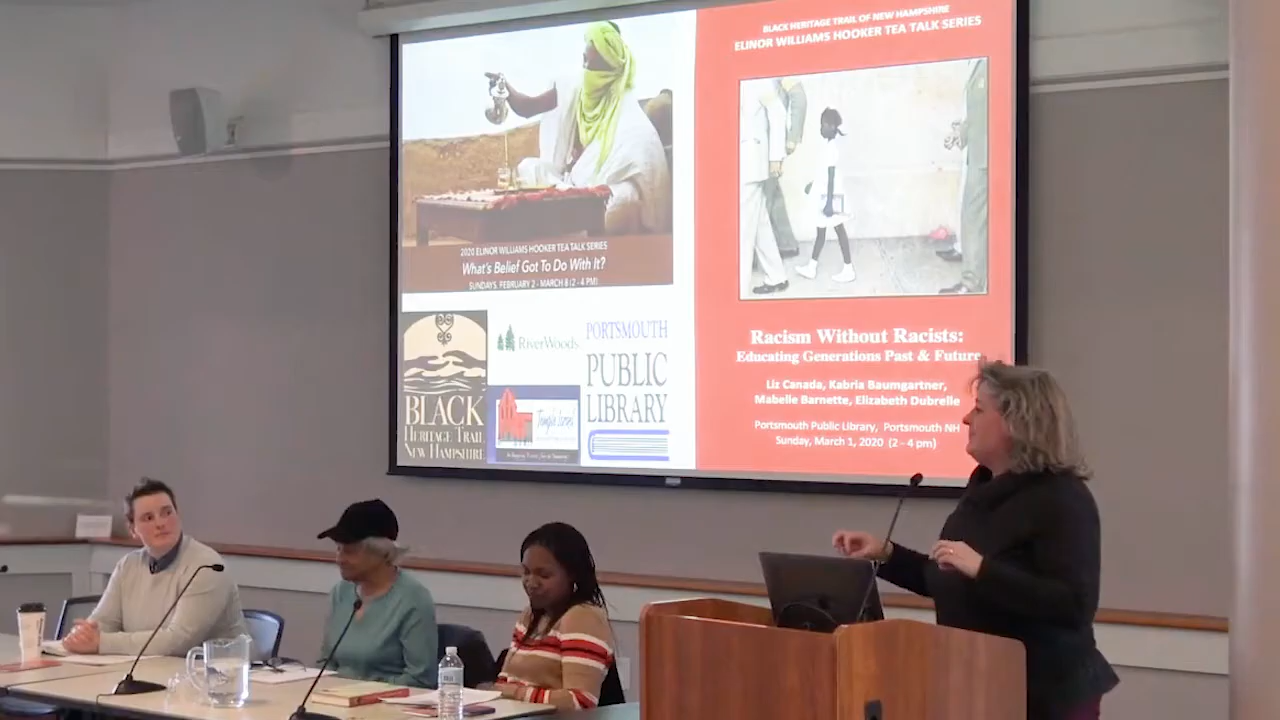 2020 ELINOR WILLIAMS HOOKER TEA TALK SERIES
What's Belief Got To Do With It?
SUNDAYS, FEBRUARY 2 - MARCH 8 (2 - 4 PM)
BLACK
HERITAGE TRAIL
NEW HAMPSHIRE
RiverWoods
Temple Israel
PORTSMOUTH
PUBLIC
LIBRARY
BLACK HERITAGE TRAIL OF NEW HAMPSHIRE
ELINOR WILLIAMS HOOKER TEA TALK SERIES
Racism Without Racists:
Educating Generations Past & Future
Liz Canada, Kabria Baumgartner,
Mabelle Barnette, Elizabeth Dubrelle
Portsmouth Public Library, Portsmouth NH
Sunday, March 1, 2020 (2 – 4 pm)